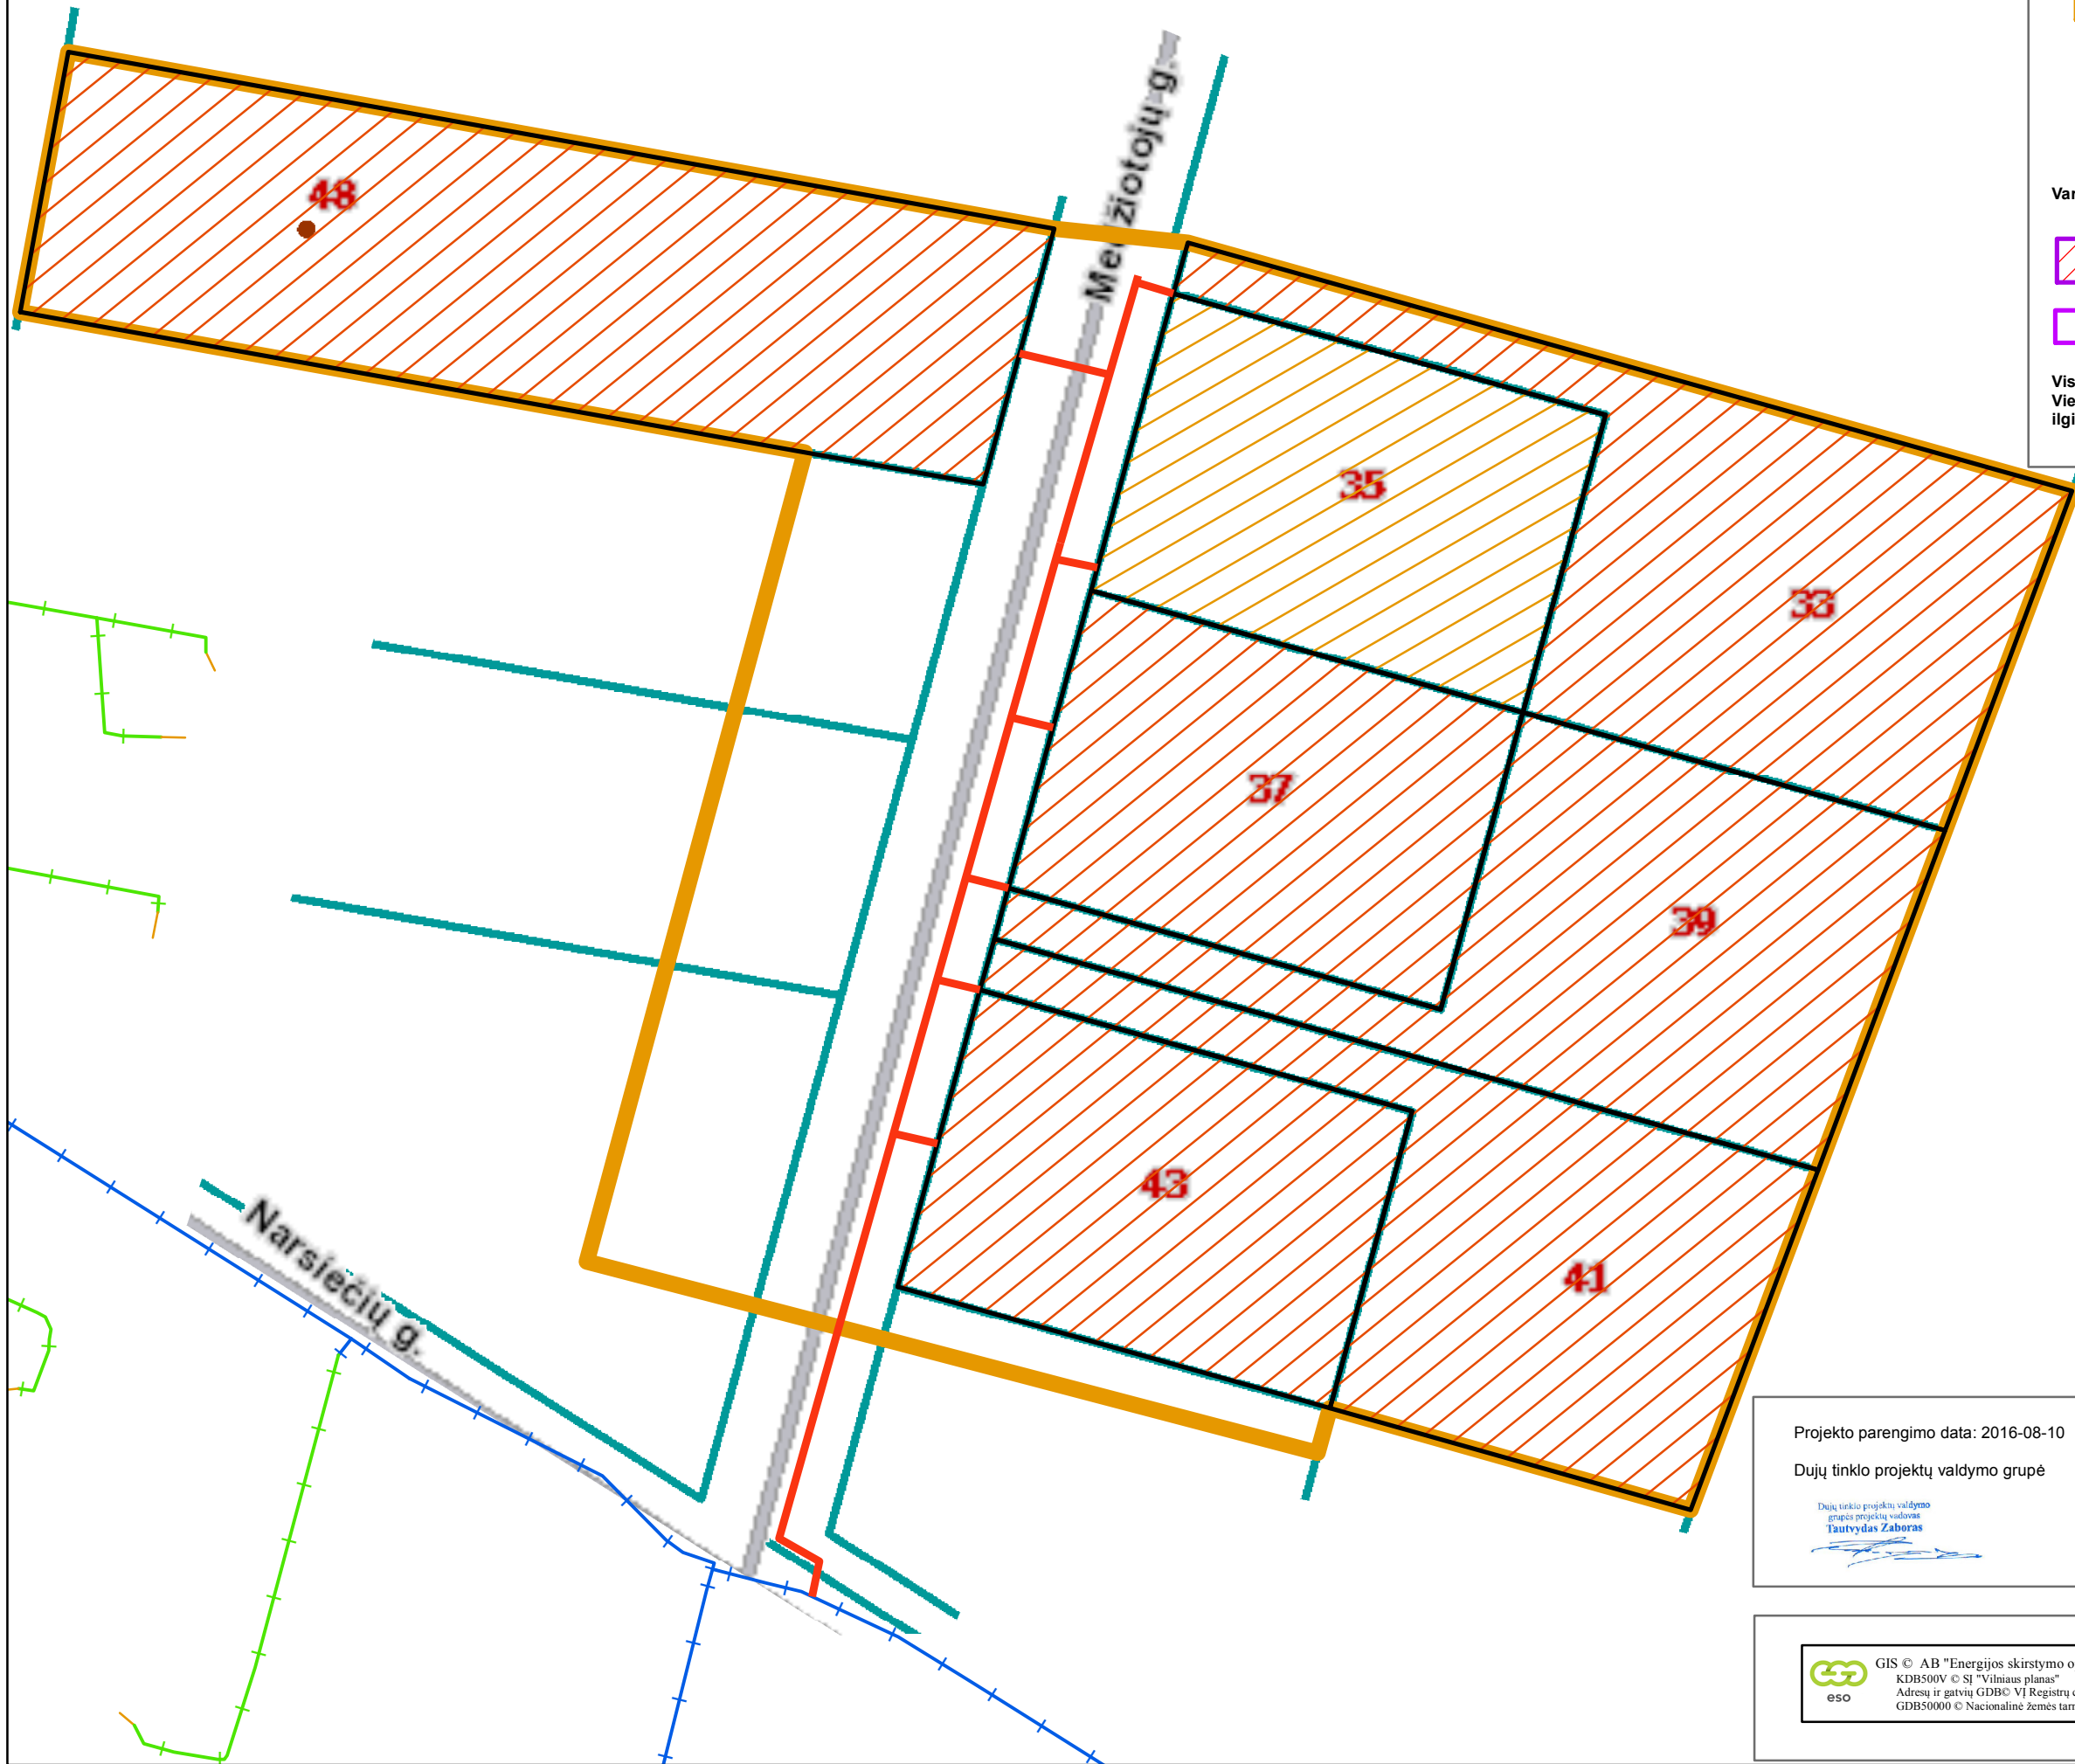 Medžiotojų g.
48
35
33
37
39
43
41
Narsiečių g.
Projekto parengimo data: 2016-08-10
Dujų tinklo projektų valdymo grupė
Dujų tinklo projektų valdymo
grupės projektų vadovas
Tautvydas Zaboras
eso
GIS © AB "Energijos skirstymo o
KDB500V © SĮ "Vilniaus planas"
Adresų ir gatvių GDB© VĮ Registrų c
GDB50000 © Nacionalinė žemės tarn
Var
Vis
Vie
ilgi